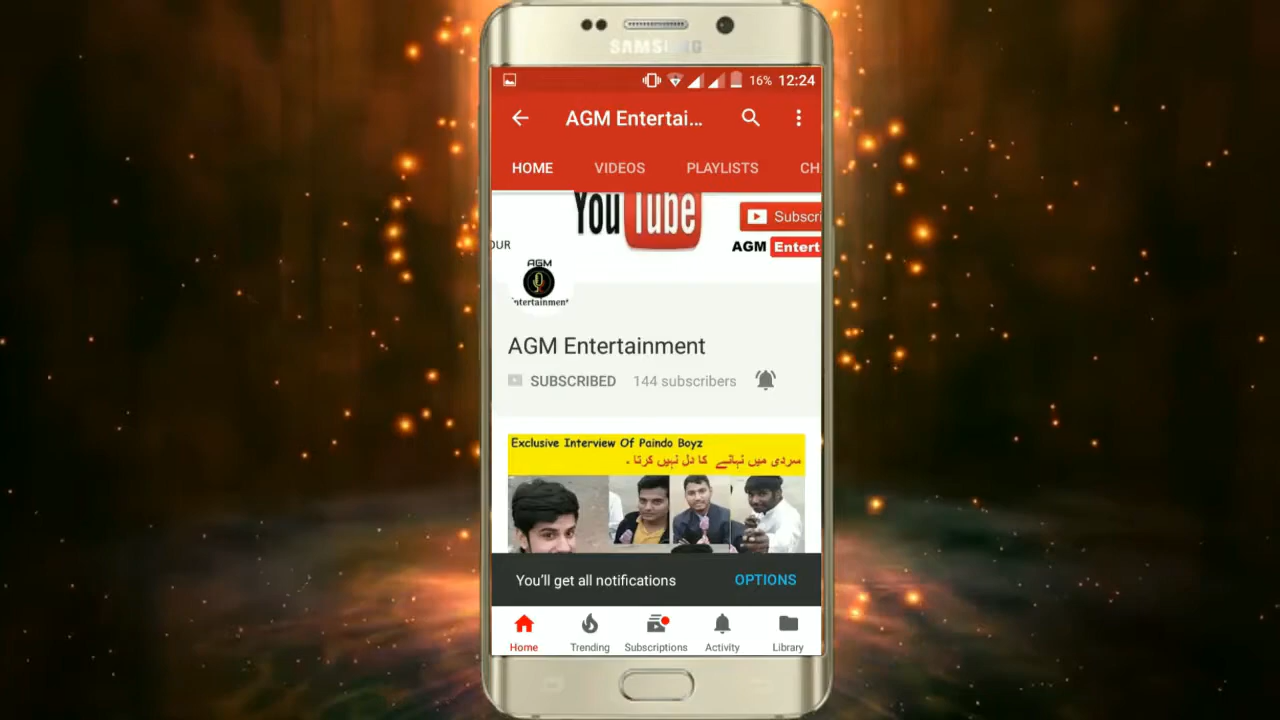 SAMSUNG
16% 12:24
AGM Entertai...
HOME VIDEOS PLAYLISTS CH
You Tube
Subscri
OUR
AGM Entert
AGM
ntertainment
AGM Entertainment
SUBSCRIBED 144 subscribers
Exclusive Interview Of Paindo Boyz
سردی میں نہانے کا دل نہیں کرتا ۔
You'll get all notifications OPTIONS
Home Trending Subscriptions Activity Library